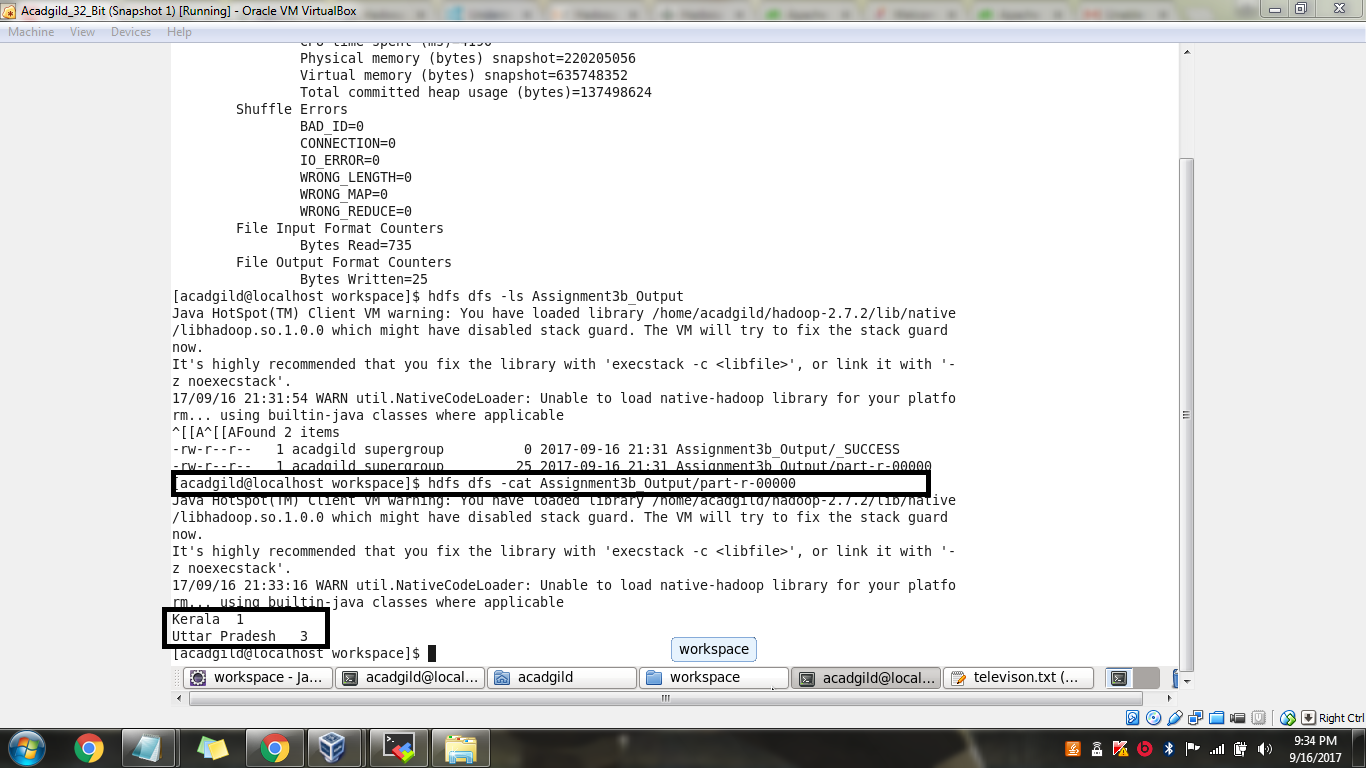 Acadgild_32_Bit (Snapshot 1) [Running] - Oracle VM VirtualBox
Machine View Devices Help
CPU time spent (ms)=4190
Physical memory (bytes) snapshot=220205056
Virtual memory (bytes) snapshot=635748352
Total committed heap usage (bytes)=137498624
Shuffle Errors
BAD_ID=0
CONNECTION=0
IO_ERROR=0
WRONG_LENGTH=0
WRONG_MAP=0
WRONG_REDUCE=0
File Input Format Counters
Bytes Read=735
File Output Format Counters
Bytes Written=25
[acadgild@localhost workspace]$ hdfs dfs -ls Assignment3b_Output
Java HotSpot(TM) Client VM warning: You have loaded library /home/acadgild/hadoop-2.7.2/lib/native
/libhadoop.so.1.0.0 which might have disabled stack guard. The VM will try to fix the stack guard
now.
It's highly recommended that you fix the library with 'execstack -c <libfile>', or link it with '-
z noexecstack'.
17/09/16 21:31:54 WARN util.NativeCodeLoader: Unable to load native-hadoop library for your platfo
rm... using builtin-java classes where applicable
^[[A^[[AFound 2 items
-rw-r--r-- 1 acadgild supergroup 0 2017-09-16 21:31 Assignment3b_Output/_SUCCESS
-rw-r--r-- 1 acadgild supergroup 25 2017-09-16 21:31 Assignment3b_Output/part-r-00000
[acadgild@localhost workspace]$ hdfs dfs -cat Assignment3b_Output/part-r-00000
Java HotSpot(TM) Client VM warning: You have loaded library /home/acadgild/hadoop-2.7.2/lib/native
/libhadoop.so.1.0.0 which might have disabled stack guard. The VM will try to fix the stack guard
now.
It's highly recommended that you fix the library with 'execstack -c <libfile>', or link it with '-
z noexecstack'.
17/09/16 21:33:16 WARN util.NativeCodeLoader: Unable to load native-hadoop library for your platfo
rm... using builtin-java classes where applicable
Kerala 1
Uttar Pradesh 3
[acadgild@localhost workspace]$
workspace
workspace - Ja... acadgild@local... acadgild workspace acadgild@local... televison.txt (...
Right Ctrl
9:34 PM
9/16/2017